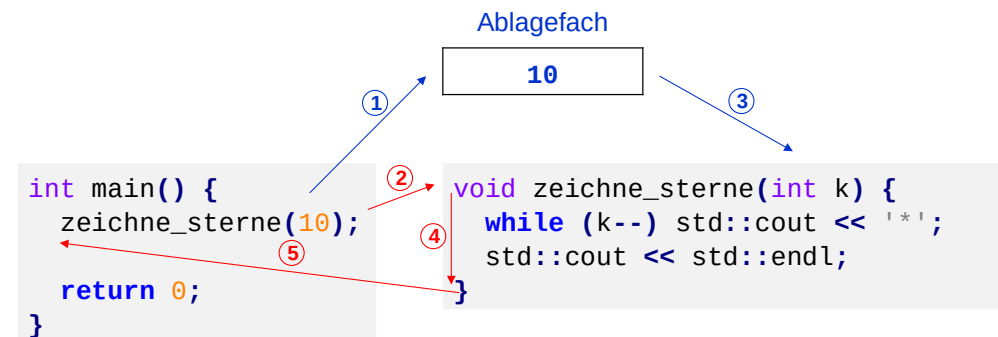 Ablagefach
10
①
③
②
int main() {
  zeichne_sterne(10);
  return 0;
}
void zeichne_sterne(int k) {
  while (k--) std::cout << '*';
  std::cout << std::endl;
}
④
⑤